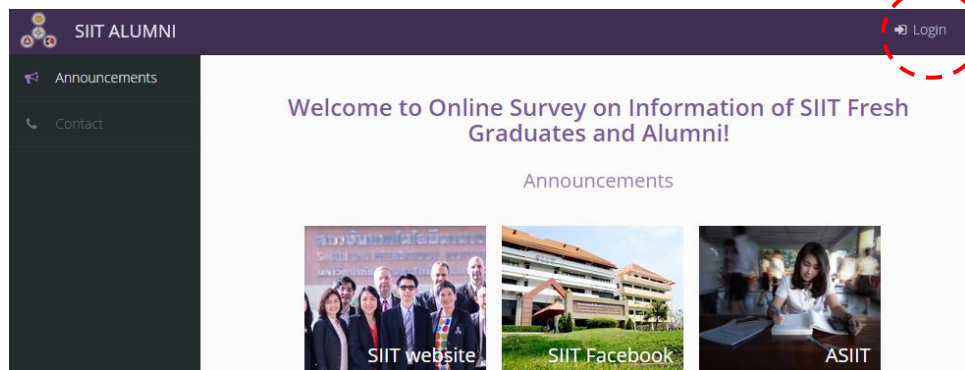 SIIT ALUMNI
Login
Announcements
Contact
Welcome to Online Survey on Information of SIIT Fresh
Graduates and Alumni!
Announcements
SIIT website
SIIT Facebook
ASIIT